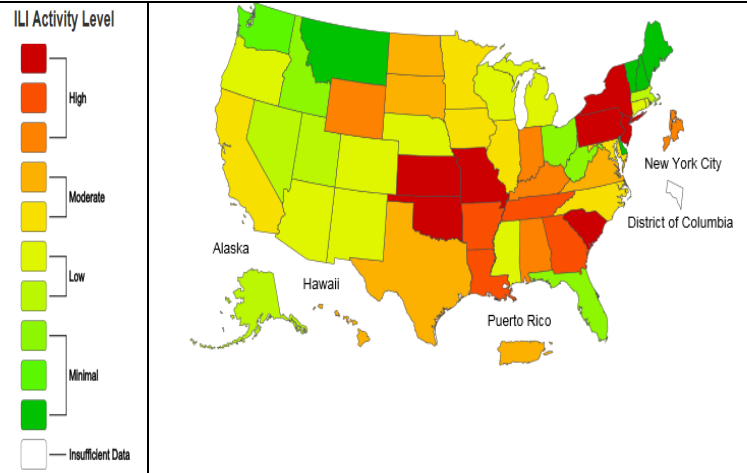 ILI Activity Level
High
Moderate
Low
Minimal
Insufficient Data
New York City
District of Columbia
Alaska
Hawaii
Puerto Rico